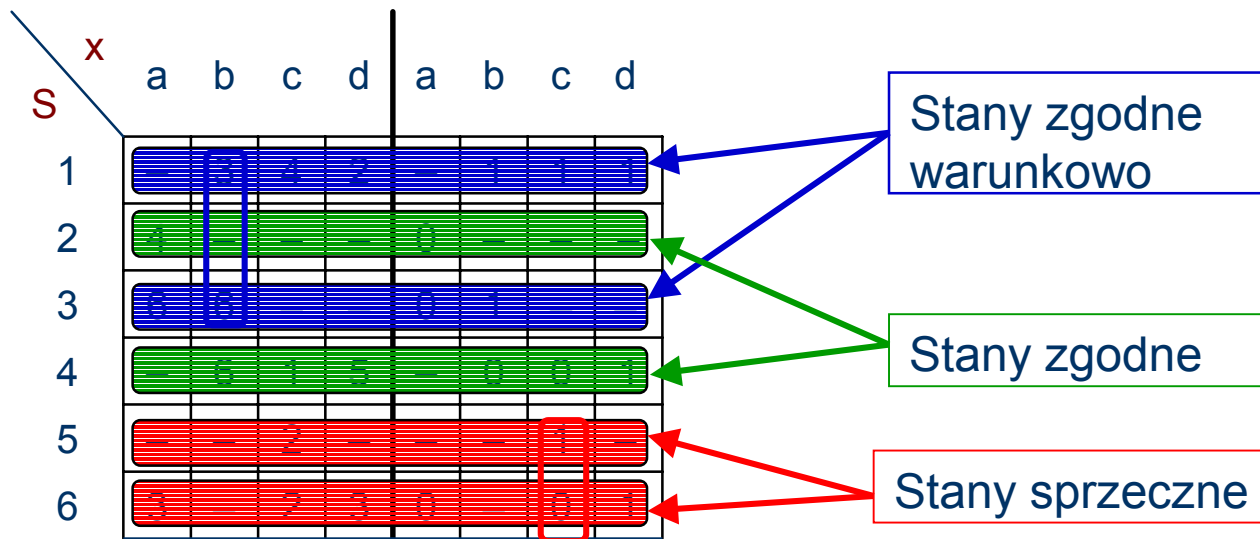 x
a b c d a b c d
S
Stany zgodne
warunkowo
1 – 3 4 2 – 1 1 1
2 4 – – – 0 – – –
3 6 6 – – 0 1
4 – 6 1 5 – 0 0 1
Stany zgodne
5 – – 2 – – – 1 –
6 3 – 2 3 0 – 0 1
Stany sprzeczne